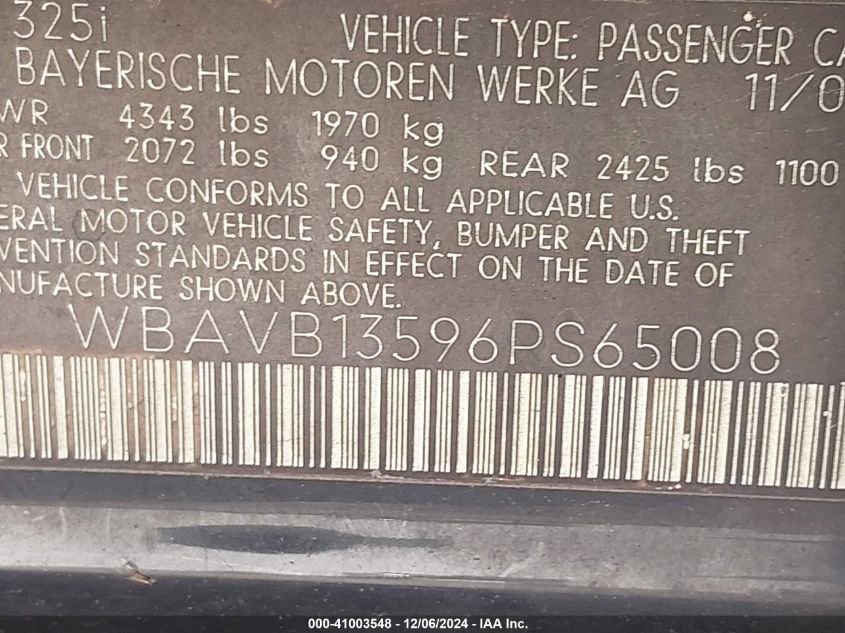 325i VEHICLE TYPE: PASSENGER CA
BAYERISCHE MOTOREN WERKE AG 11/0
WR 4343 lbs 1970 kg
R FRONT 2072 lbs 940 kg REAR 2425 lbs 1100
VEHICLE CONFORMS TO ALL APPLICABLE U.S.
ERAL MOTOR VEHICLE SAFETY, BUMPER AND THEFT
VENTION STANDARDS IN EFFECT ON THE DATE OF
NUFACTURE SHOWN ABOVE.
WBAVB13596PS65008
000-41003548 - 12/06/2024 - IAA Inc.